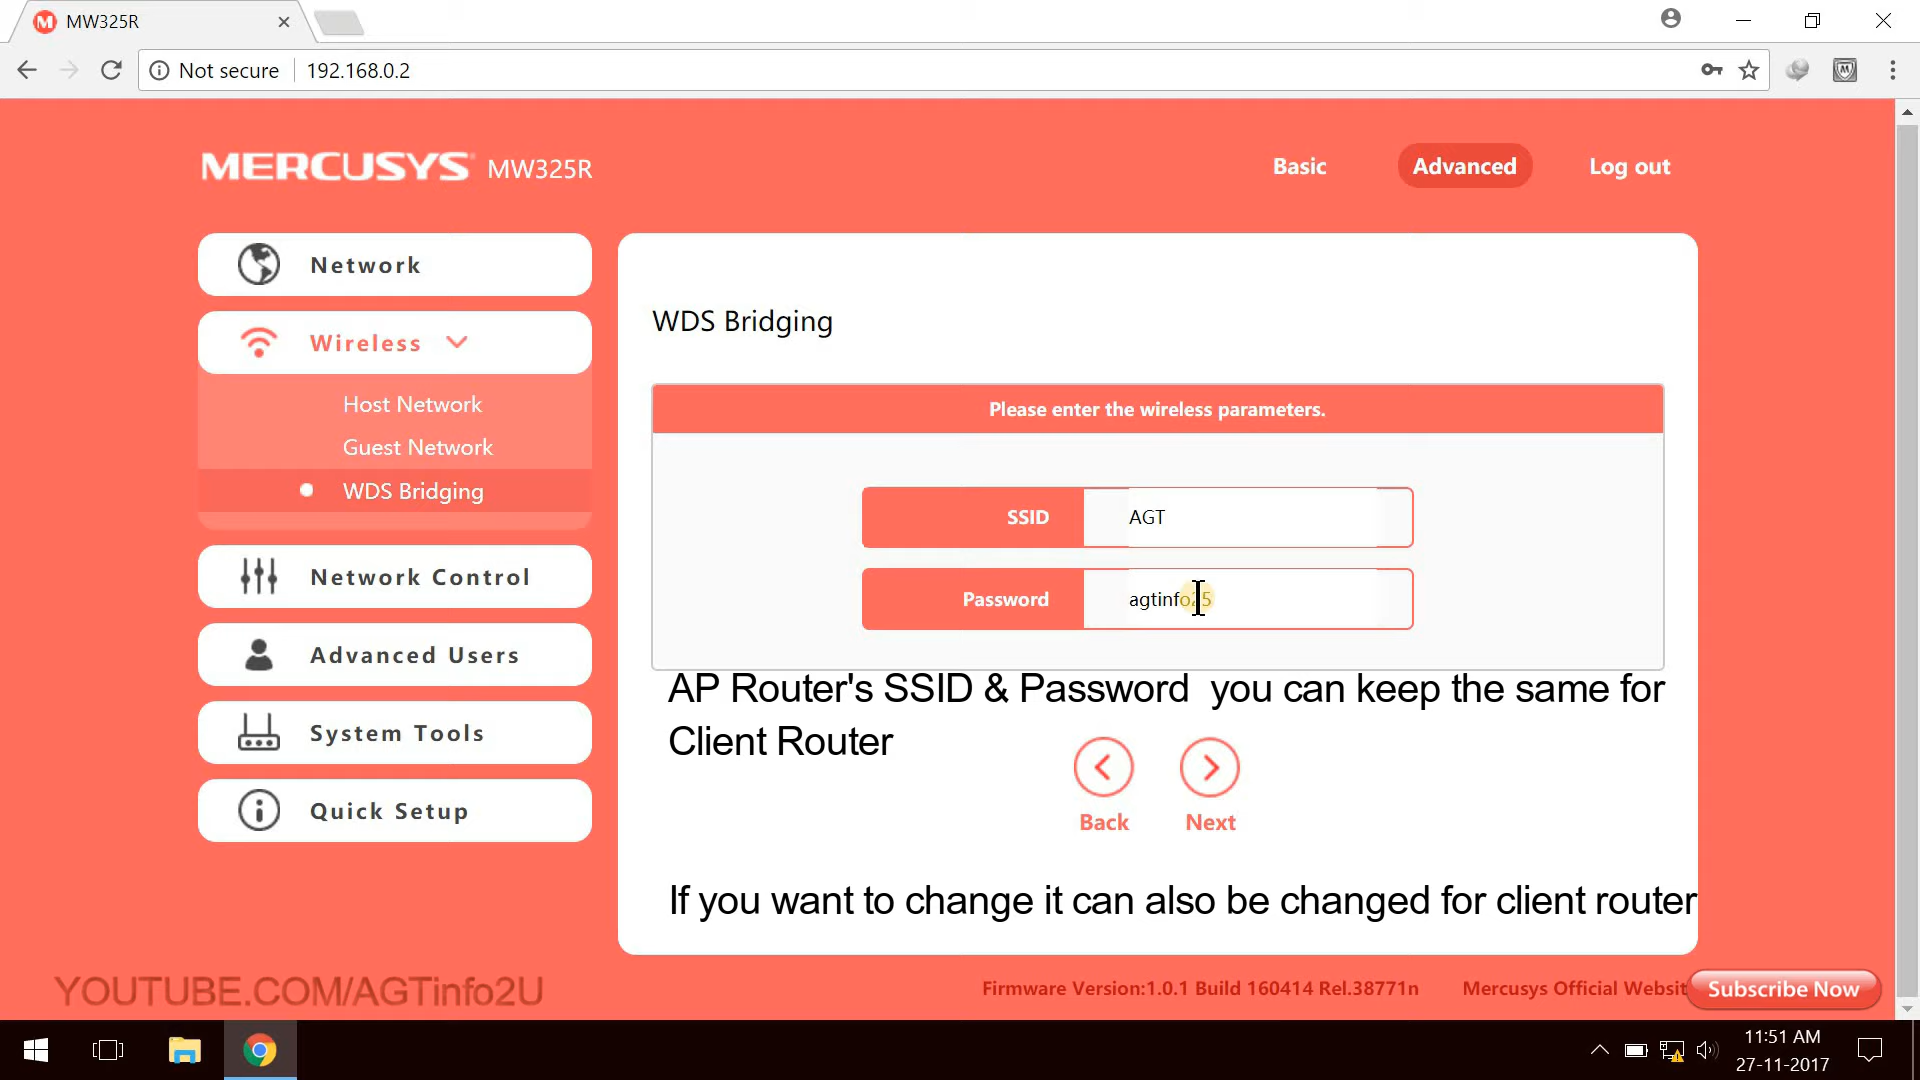 MW325R
Not secure
192.168.0.2
MERCUSYS MW325R
Basic
Advanced
Log out
Network
Wireless
Host Network
Guest Network
WDS Bridging
Network Control
Advanced Users
System Tools
Quick Setup
WDS Bridging
Please enter the wireless parameters.
SSID AGT
Password agtinfo25
AP Router's SSID & Password you can keep the same for
Client Router
Back
Next
If you want to change it can also be changed for client router
YOUTUBE.COM/AGTinfo2U
Firmware Version:1.0.1 Build 160414 Rel.38771n
Mercusys Official Websit
Subscribe Now
11:51 AM
27-11-2017